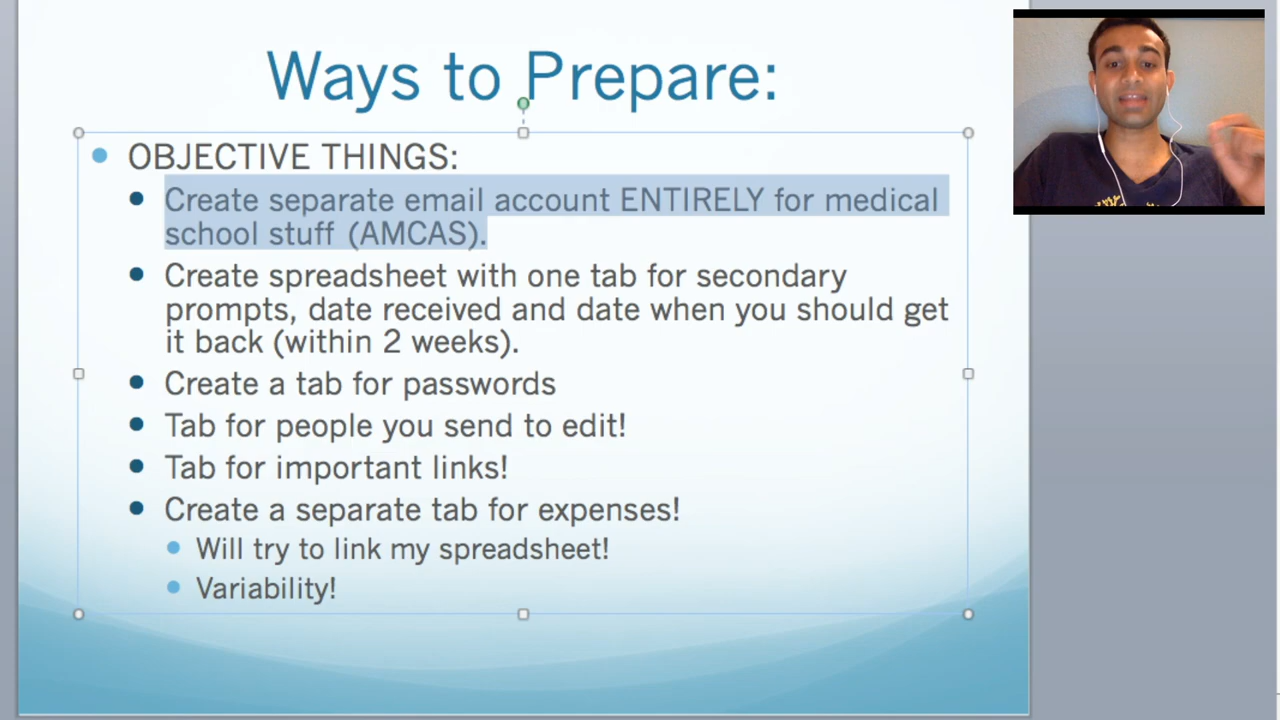 Ways to Prepare:
OBJECTIVE THINGS:
Create separate email account ENTIRELY for medical
school stuff (AMCAS).
Create spreadsheet with one tab for secondary
prompts, date received and date when you should get
it back (within 2 weeks).
Create a tab for passwords
Tab for people you send to edit!
Tab for important links!
Create a separate tab for expenses!
Will try to link my spreadsheet!
Variability!